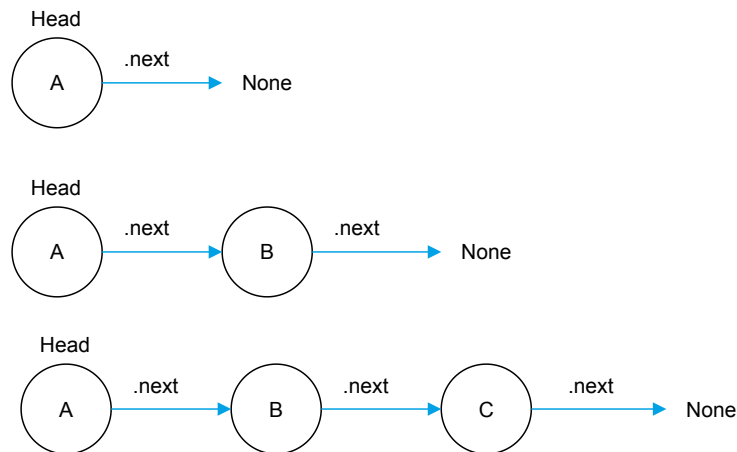 Head
.next
A None
Head
.next .next
A B None
Head
.next .next .next
A B C None